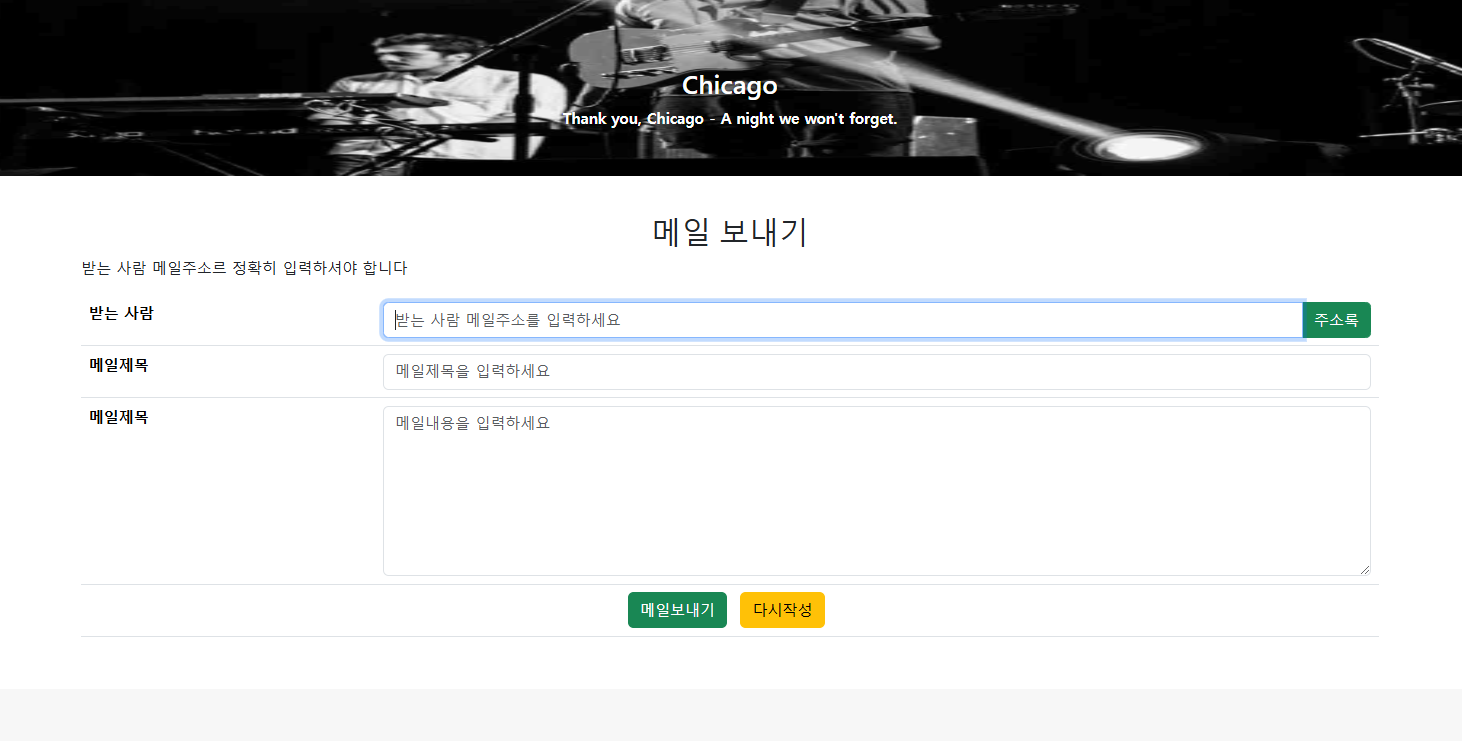 Chicago
Thank you, Chicago - A night we won't forget.
메일 보내기
받는 사람 메일주소르 정확히 입력하셔야 합니다
받는 사람
받는 사람 메일주소를 입력하세요
주소록
메일제목
메일제목을 입력하세요
메일제목
메일내용을 입력하세요
메일보내기
다시작성